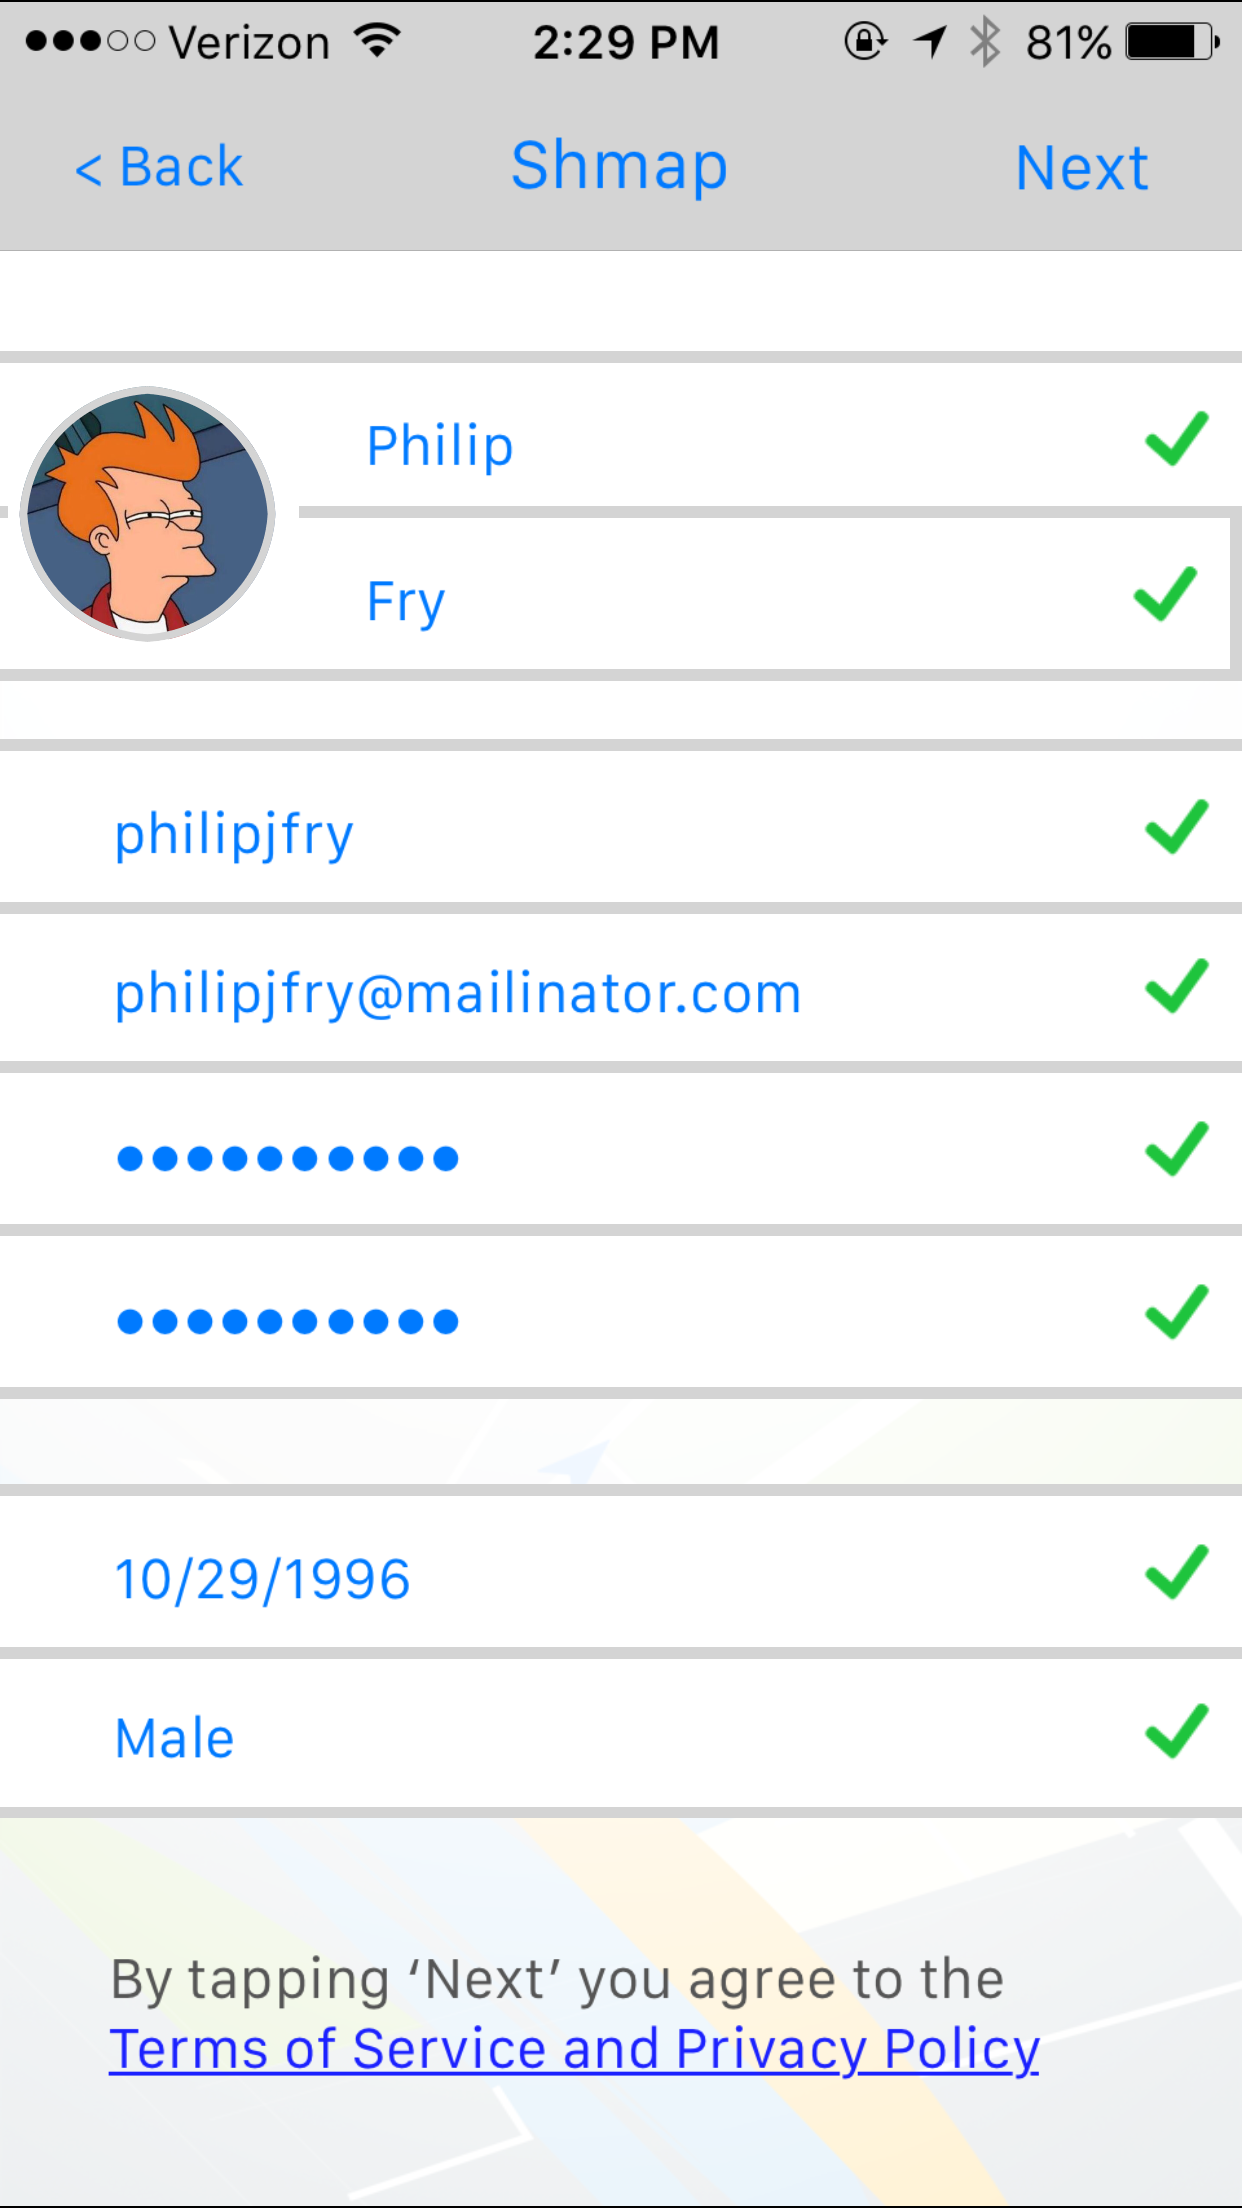 Verizon 2:29 PM 81%
< Back Shmap Next
Philip
Fry
philipjfry
philipjfry@mailinator.com
●●●●●●●●●●
●●●●●●●●●●
10/29/1996
Male
By tapping ‘Next’ you agree to the
Terms of Service and Privacy Policy